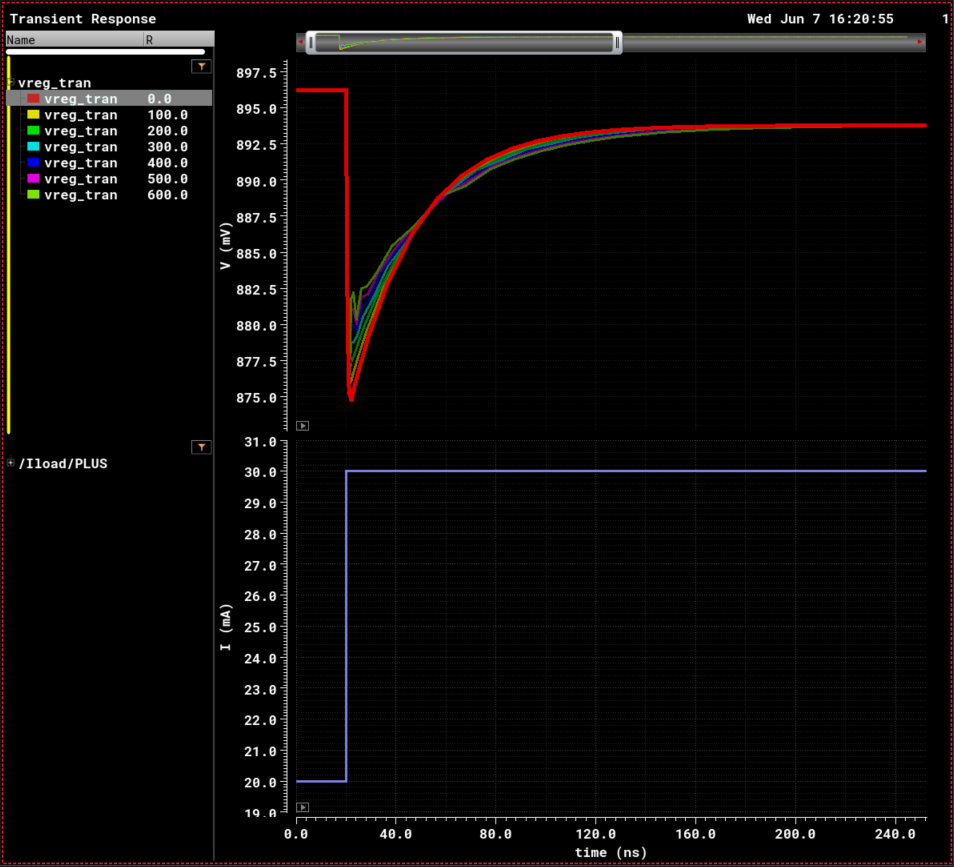 Transient Response
Wed Jun 7 16:20:55 1
Name R
vreg_tran
vreg_tran 0.0
vreg_tran 100.0
vreg_tran 200.0
vreg_tran 300.0
vreg_tran 400.0
vreg_tran 500.0
vreg_tran 600.0
897.5
895.0
892.5
890.0
887.5
885.0
882.5
880.0
877.5
875.0
V (mV)
/Iload/PLUS
31.0
30.0
29.0
28.0
27.0
26.0
25.0
24.0
23.0
22.0
21.0
20.0
19.0
I (mA)
0.0 40.0 80.0 120.0 160.0 200.0 240.0
time (ns)